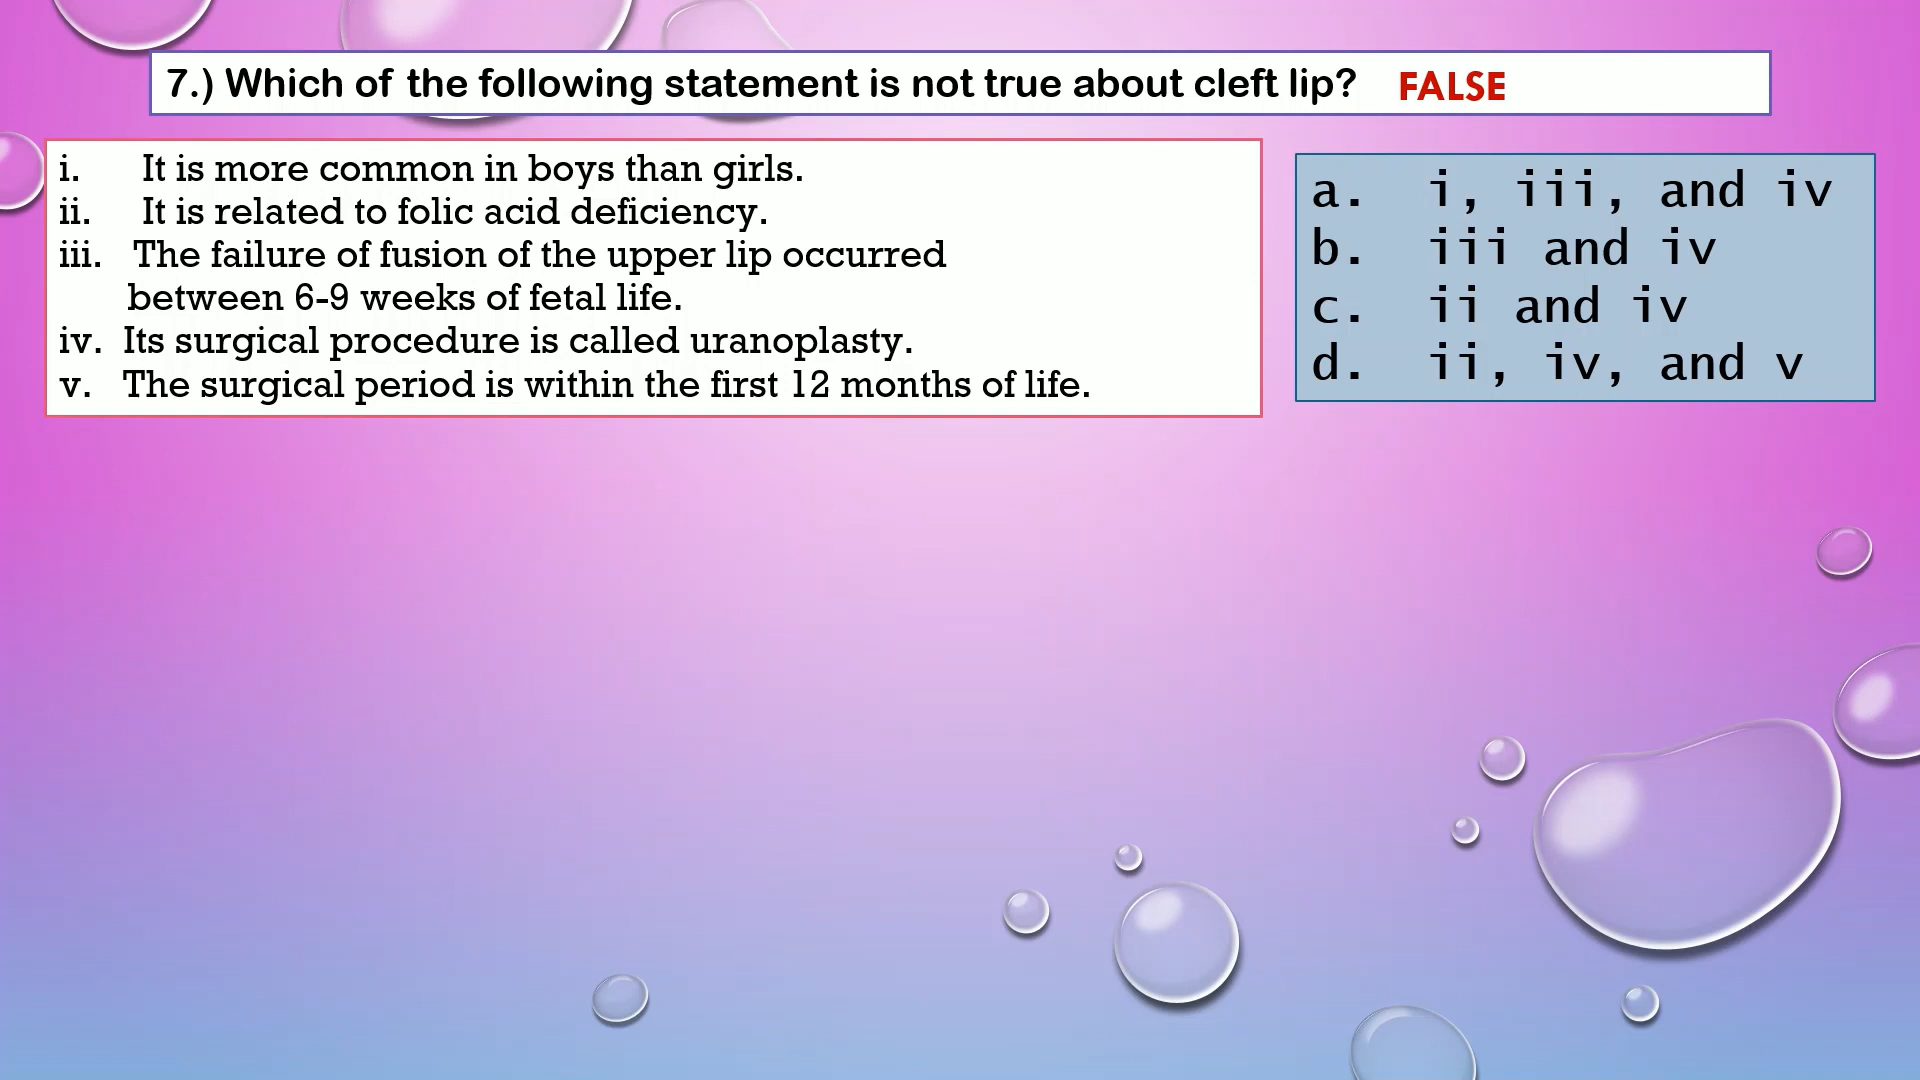 7.) Which of the following statement is not true about cleft lip? FALSE
i. It is more common in boys than girls.
ii. It is related to folic acid deficiency.
iii. The failure of fusion of the upper lip occurred
between 6-9 weeks of fetal life.
iv. Its surgical procedure is called uranoplasty.
v. The surgical period is within the first 12 months of life.
a. i, iii, and iv
b. iii and iv
c. ii and iv
d. ii, iv, and v